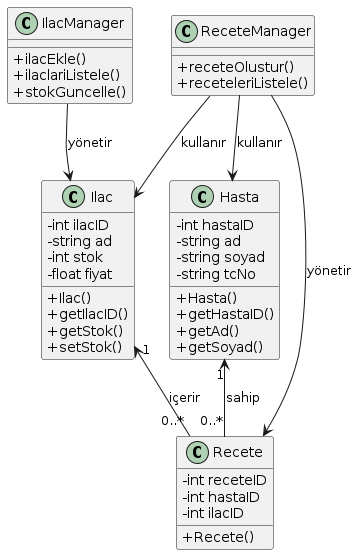 C IlacManager
+ilacEkle()
+ilaclariListele()
+stokGuncelle()
C ReceteManager
+receteOlustur()
+receteleriListele()
yönetir
kullanır
kullanır
C Ilac
-int ilacID
-string ad
-int stok
-float fiyat
+Ilac()
+getIlacID()
+getStok()
+setStok()
C Hasta
-int hastaID
-string ad
-string soyad
-string tcNo
+Hasta()
+getHastaID()
+getAd()
+getSoyad()
yönetir
1
1
içerir
sahip
0..*
0..*
C Recete
-int receteID
-int hastaID
-int ilacID
+Recete()